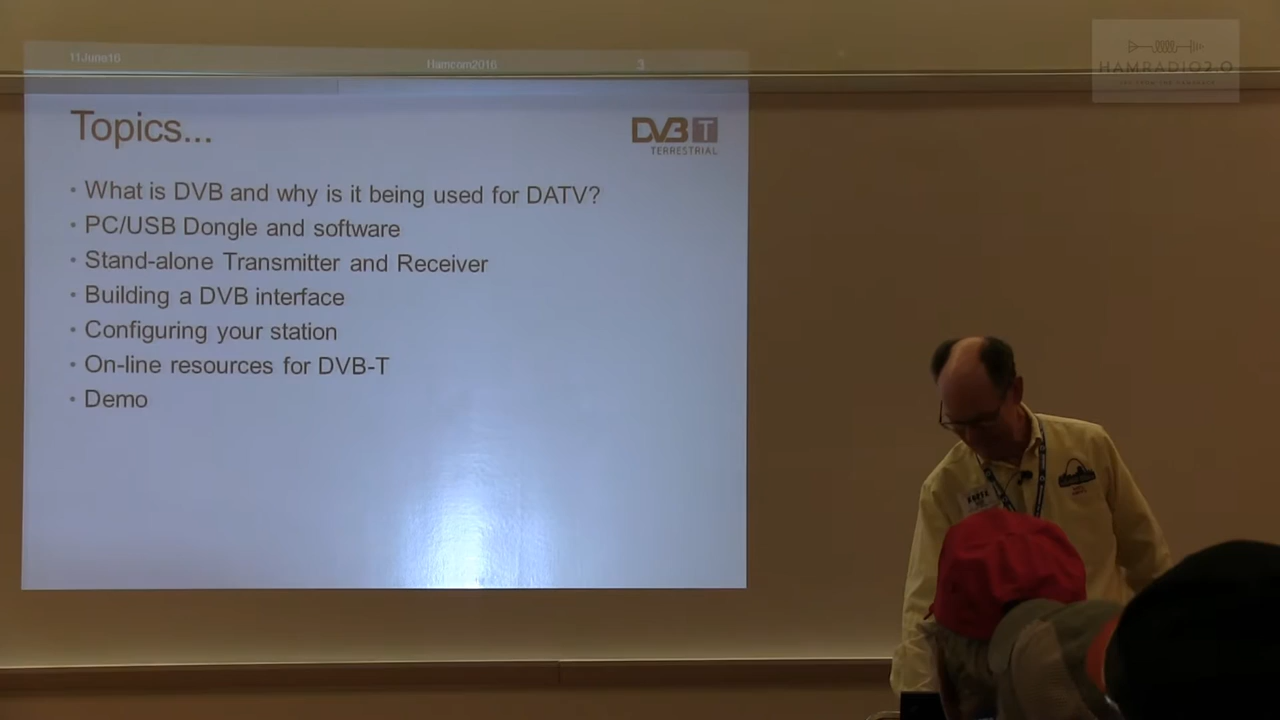 11June16
Hamcom2016
3
HAMRADIO2.O
Topics...
DVB T
TERRESTRIAL
• What is DVB and why is it being used for DATV?
• PC/USB Dongle and software
• Stand-alone Transmitter and Receiver
• Building a DVB interface
• Configuring your station
• On-line resources for DVB-T
• Demo